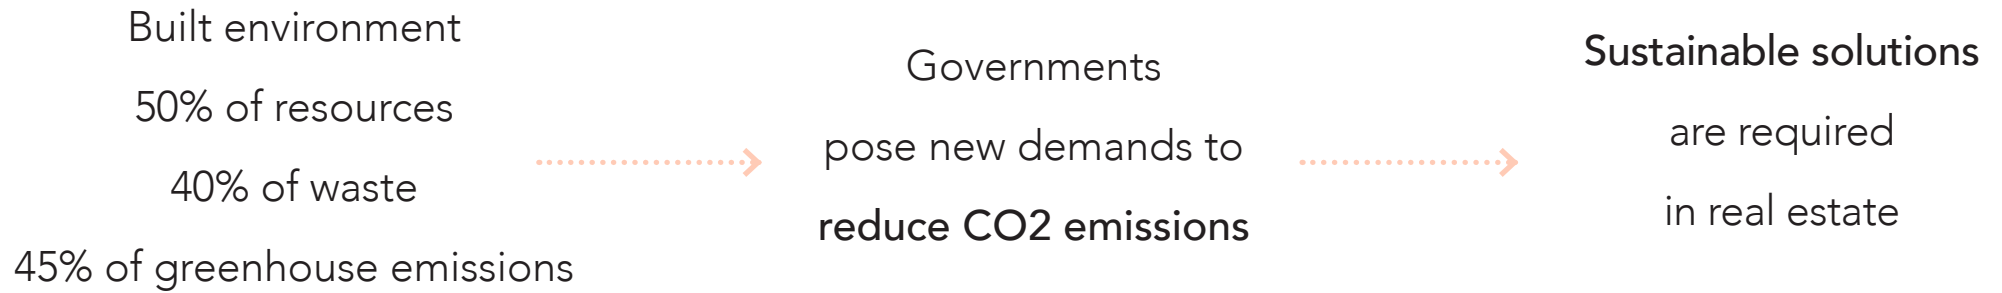 Built environment
50% of resources
40% of waste
45% of greenhouse emissions
Governments
pose new demands to
reduce CO2 emissions
Sustainable solutions
are required
in real estate